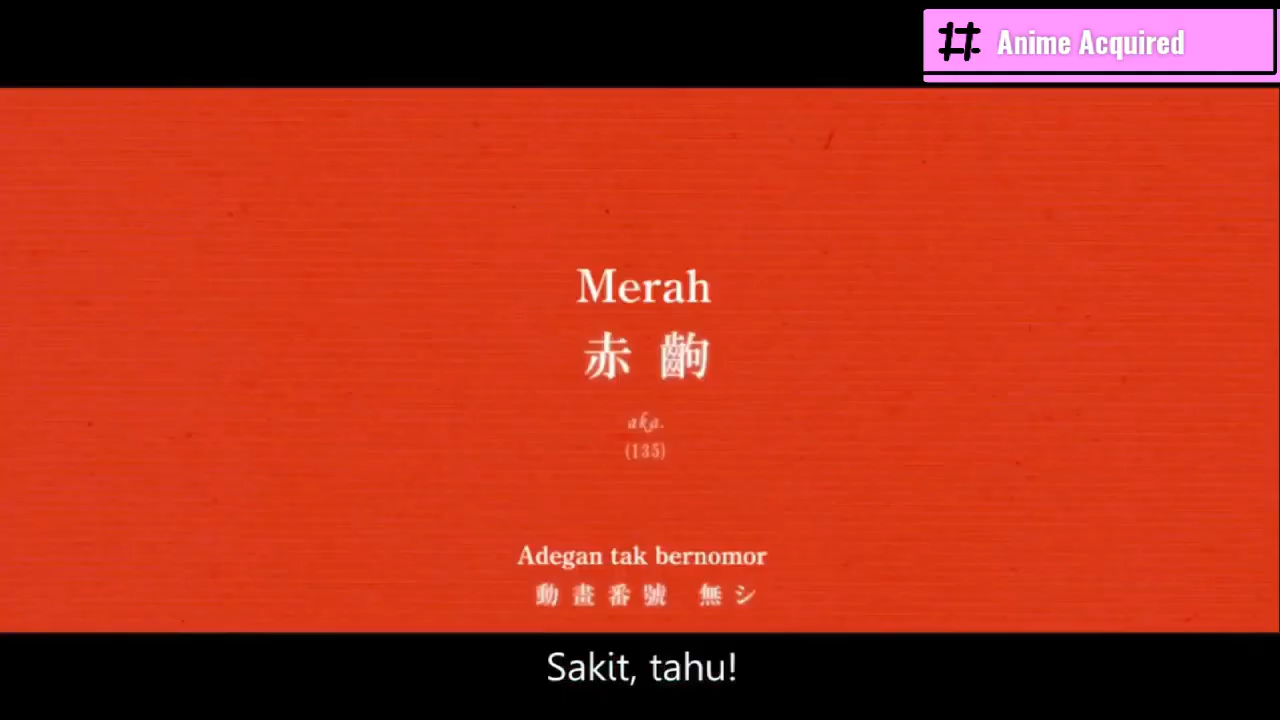 Anime Acquired
Merah
赤 齣
aka.
(135)
Adegan tak bernomor
動畫番號 無シ
Sakit, tahu!